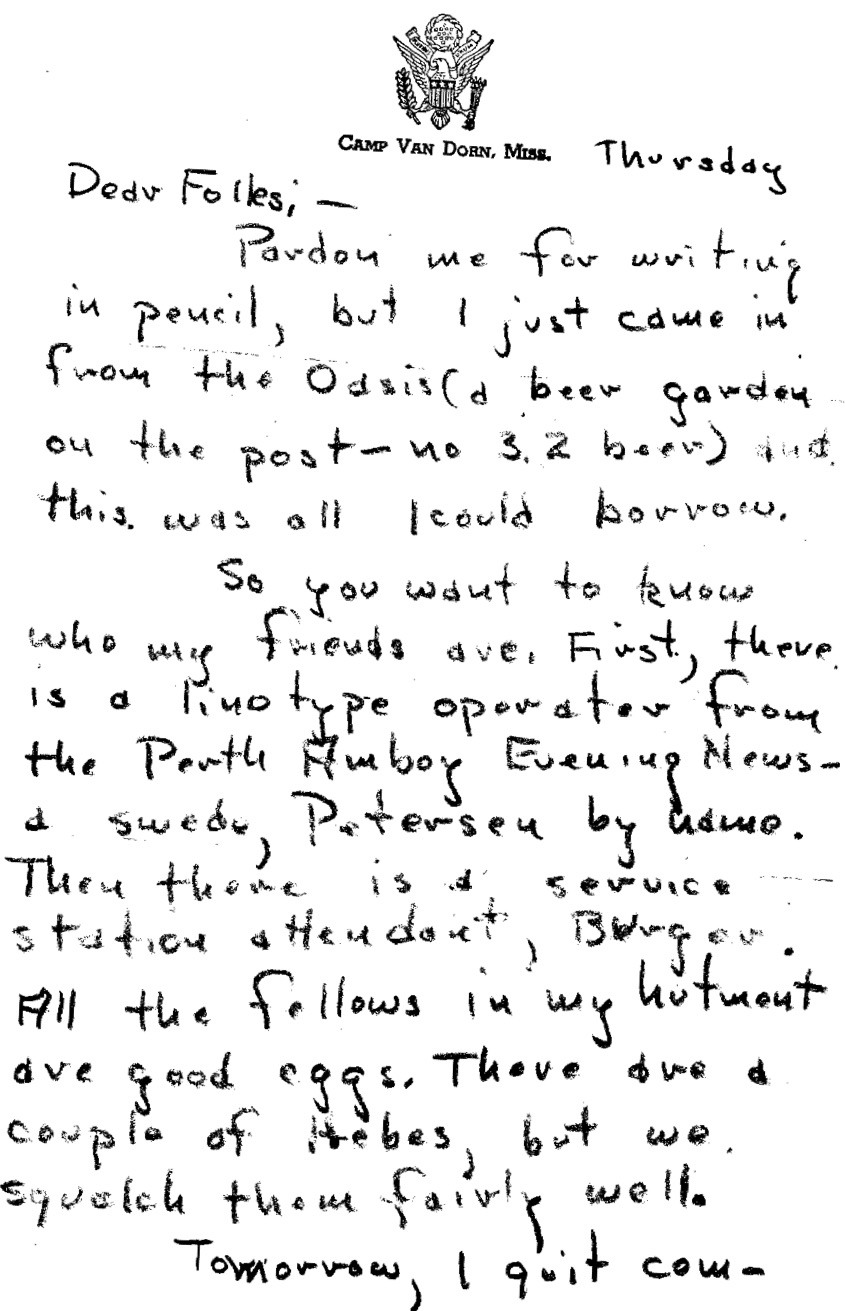 CAMP VAN DORN, MISS. Thursday
Dear Folks; —
Pardon me for writing
in pencil, but I just came in
from the Oasis (a beer garden
on the post — no 3.2 beer) and
this was all I could borrow.
So you want to know
who my friends are. First, there
is a linotype operator from
the Perth Amboy Evening News -
a swede, Petersen by name.
Then there is a service
station attendant, Burger.
All the fellows in my hutment
are good eggs. There are a
couple of Hebes, but we
squelch them fairly well.
Tomorrow, I quit com-